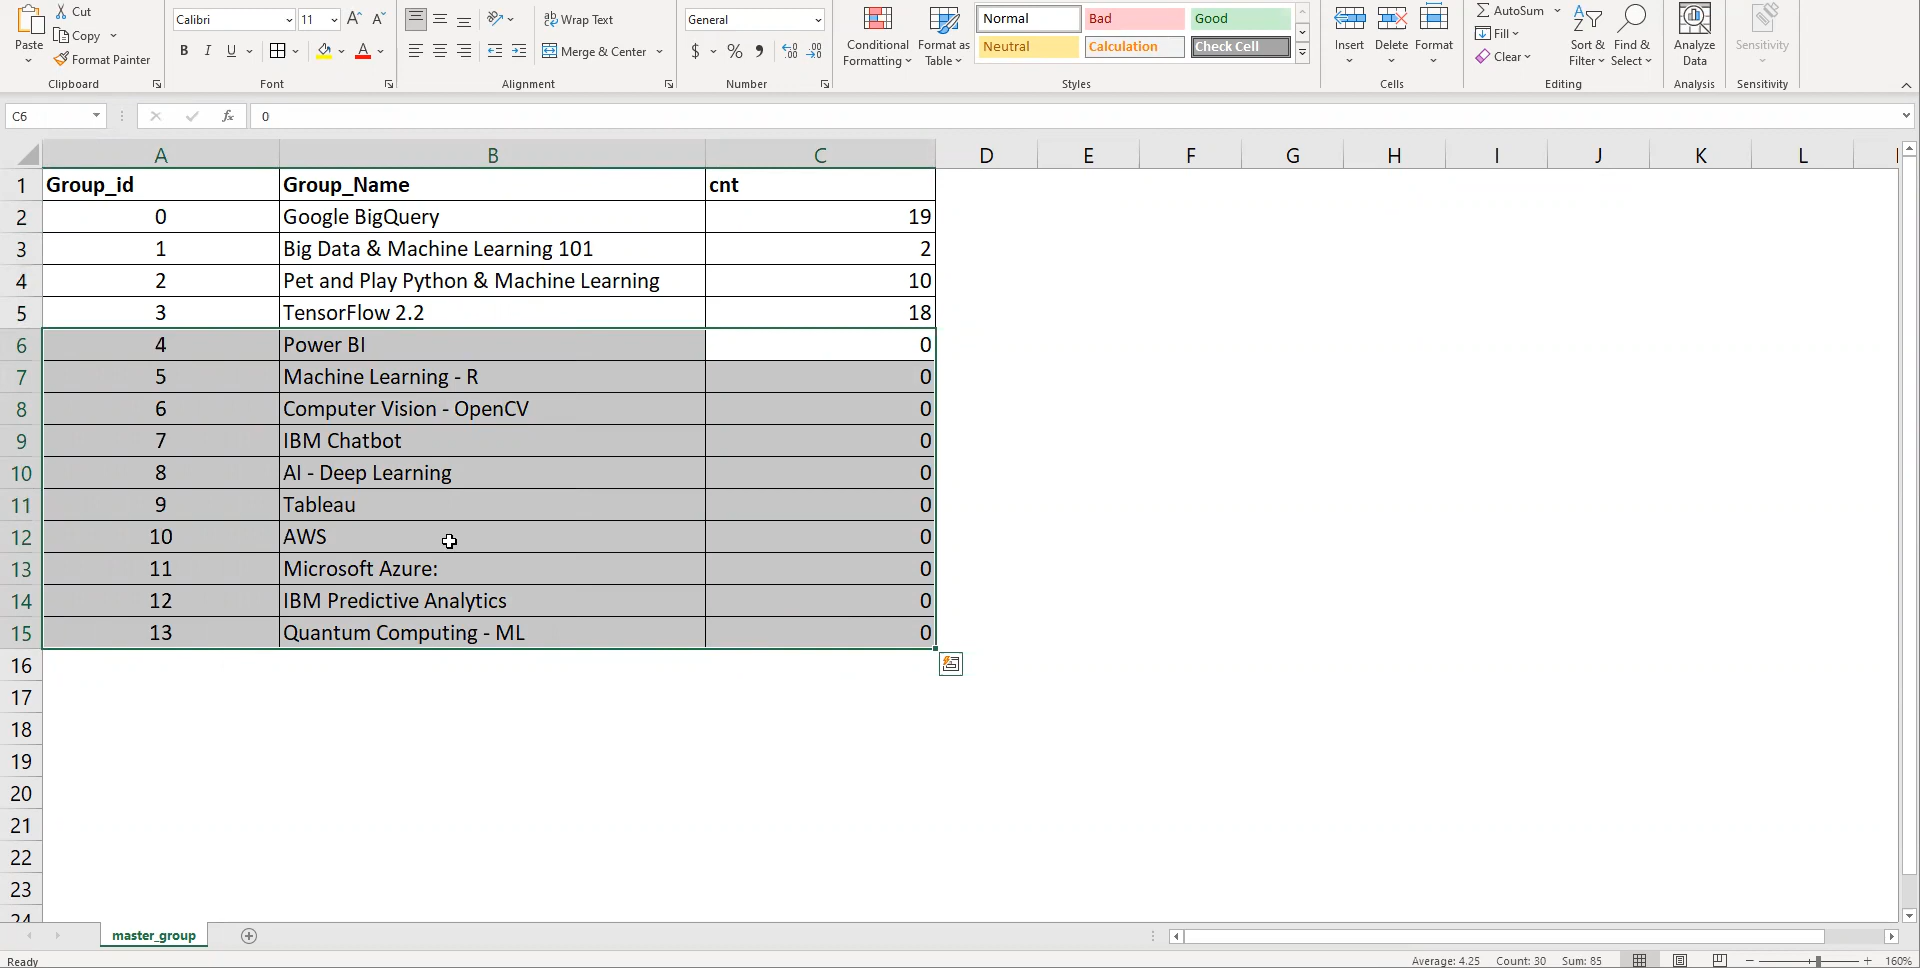 Paste
Cut
Copy
Format Painter
Clipboard
Calibri 11 A^ Aˇ
B I U A
Font
Wrap Text
Merge & Center
Alignment
General
$ % 9
Number
Conditional
Formatting
Format as
Table
Normal Bad Good
Neutral Calculation Check Cell
Styles
Insert Delete Format
Cells
∑ AutoSum
Fill
Clear
Sort &
Filter
Find &
Select
Editing
Analyze
Data
Analysis
Sensitivity
Sensitivity
C6 fx 0
A B C D E F G H I J K L
1 Group_id Group_Name cnt
2 0 Google BigQuery 19
3 1 Big Data & Machine Learning 101 2
4 2 Pet and Play Python & Machine Learning 10
5 3 TensorFlow 2.2 18
6 4 Power BI 0
7 5 Machine Learning - R 0
8 6 Computer Vision - OpenCV 0
9 7 IBM Chatbot 0
10 8 AI - Deep Learning 0
11 9 Tableau 0
12 10 AWS 0
13 11 Microsoft Azure: 0
14 12 IBM Predictive Analytics 0
15 13 Quantum Computing - ML 0
16
17
18
19
20
21
22
23
24
master_group
Ready Average: 4.25 Count: 30 Sum: 85 160%